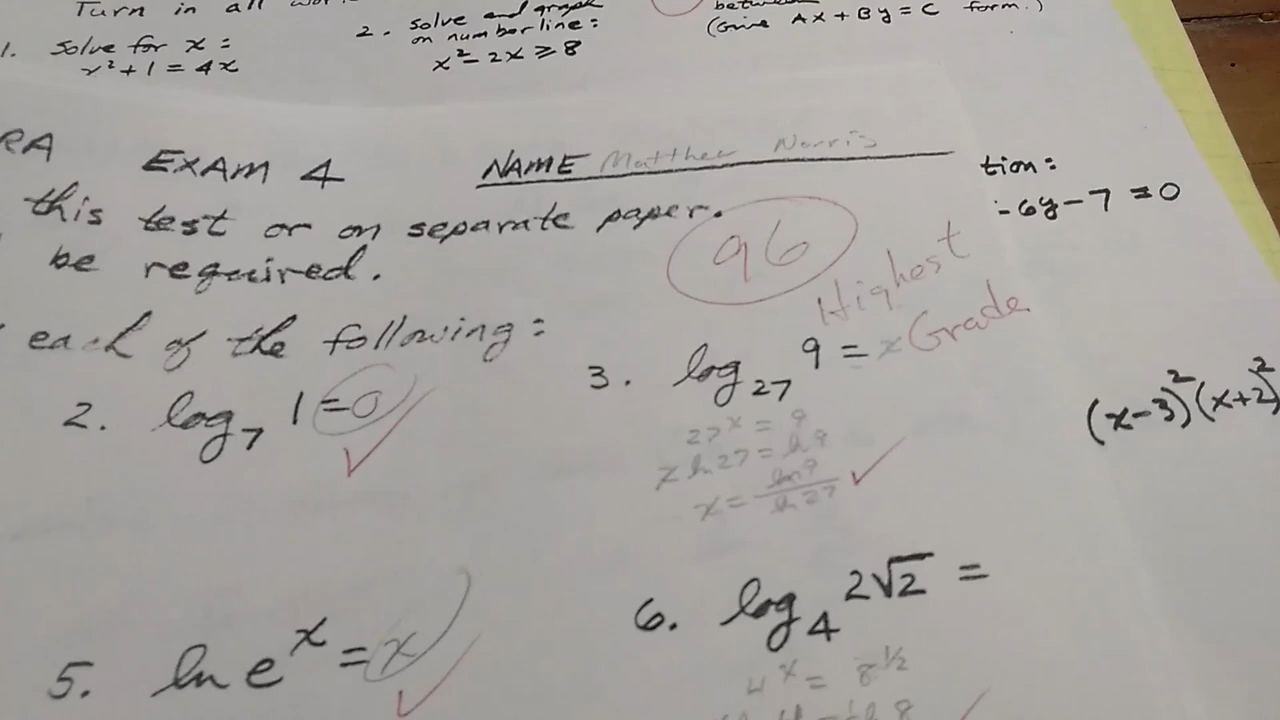 Turn in all
1. Solve for x:
x²+1 = 4x
2. solve and graph
on number line:
x²-2x ≥ 8
(Give Ax + By = C form.)
RA EXAM 4 NAME Matthew Norris
this test or on separate paper.
be required.
96
Highest
Grade
tion:
-6y-7=0
each of the following:
2. log₇ 1 = 0
3. log₂₇ 9 = x
27ˣ = 9
x ln 27 = ln 9
x = ln 9 / ln 27
(x-3)²(x+2)²
5. ln eˣ = x
6. log₄ 2√2 =
4ˣ = 8^½